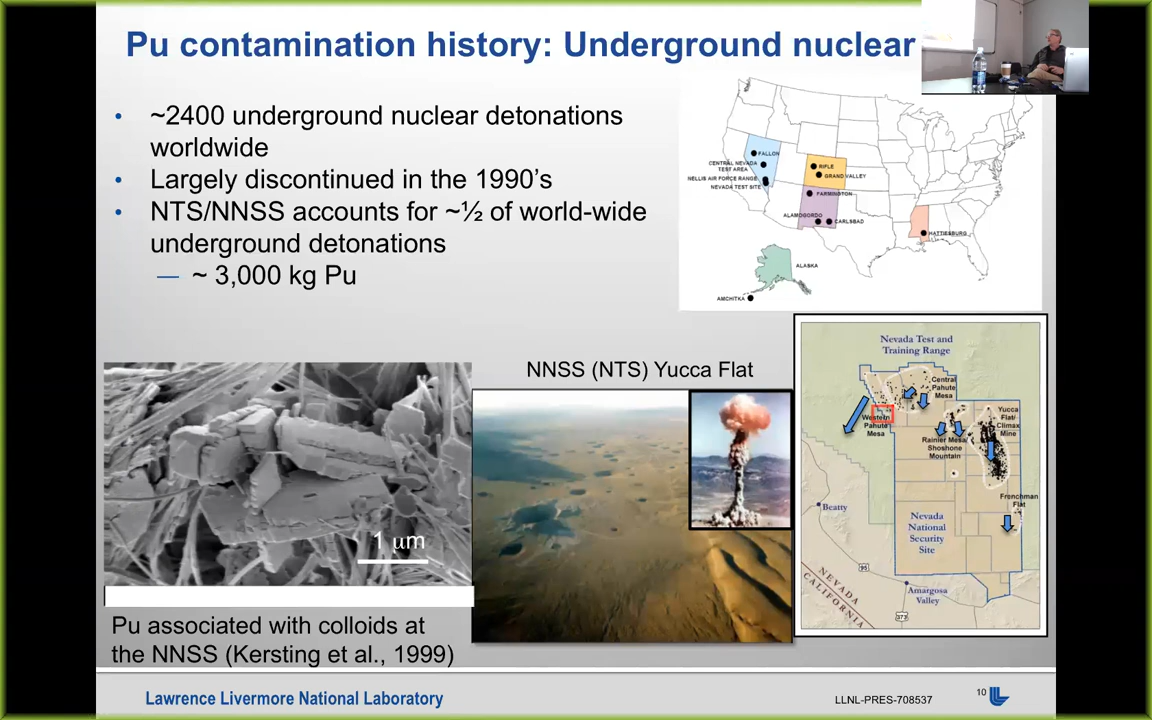 Pu contamination history: Underground nuclear
• ~2400 underground nuclear detonations
worldwide
• Largely discontinued in the 1990’s
• NTS/NNSS accounts for ~½ of world-wide
underground detonations
— ~ 3,000 kg Pu
FALLON
CENTRAL NEVADA
TEST AREA
NELLIS AIR FORCE RANGE
NEVADA TEST SITE
RIFLE
GRAND VALLEY
FARMINGTON
ALAMOGORDO
CARLSBAD
HATTIESBURG
ALASKA
AMCHITKA
1 µm
Pu associated with colloids at
the NNSS (Kersting et al., 1999)
NNSS (NTS) Yucca Flat
Nevada Test and
Training Range
Central
Pahute
Mesa
Western
Pahute
Mesa
Yucca
Flat/
Climax
Mine
Rainier Mesa/
Shoshone
Mountain
Frenchman
Flat
Beatty
Nevada
National
Security
Site
95
NEVADA
CALIFORNIA
Amargosa
Valley
373
Lawrence Livermore National Laboratory
LLNL-PRES-708537
10